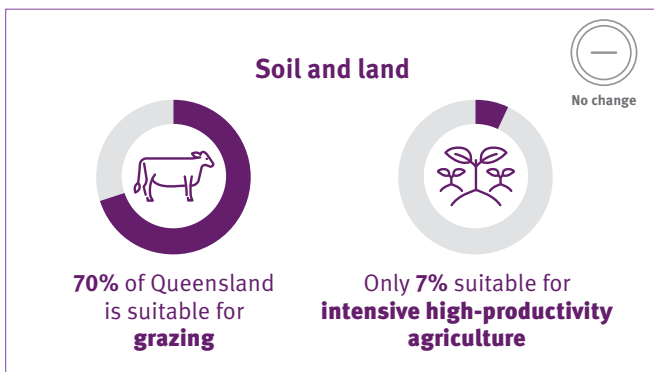 Soil and land
No change
70% of Queensland
is suitable for
grazing
Only 7% suitable for
intensive high-productivity
agriculture